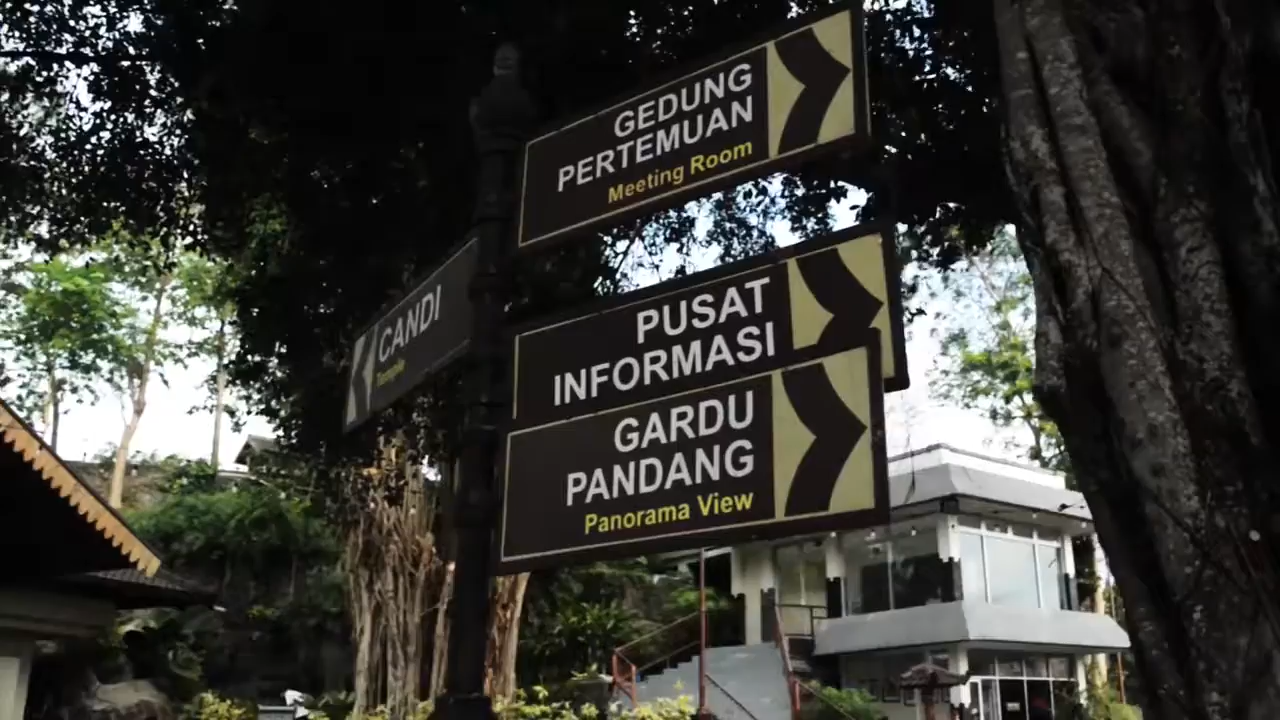 GEDUNG
PERTEMUAN
Meeting Room
CANDI
Temple
PUSAT
INFORMASI
GARDU
PANDANG
Panorama View